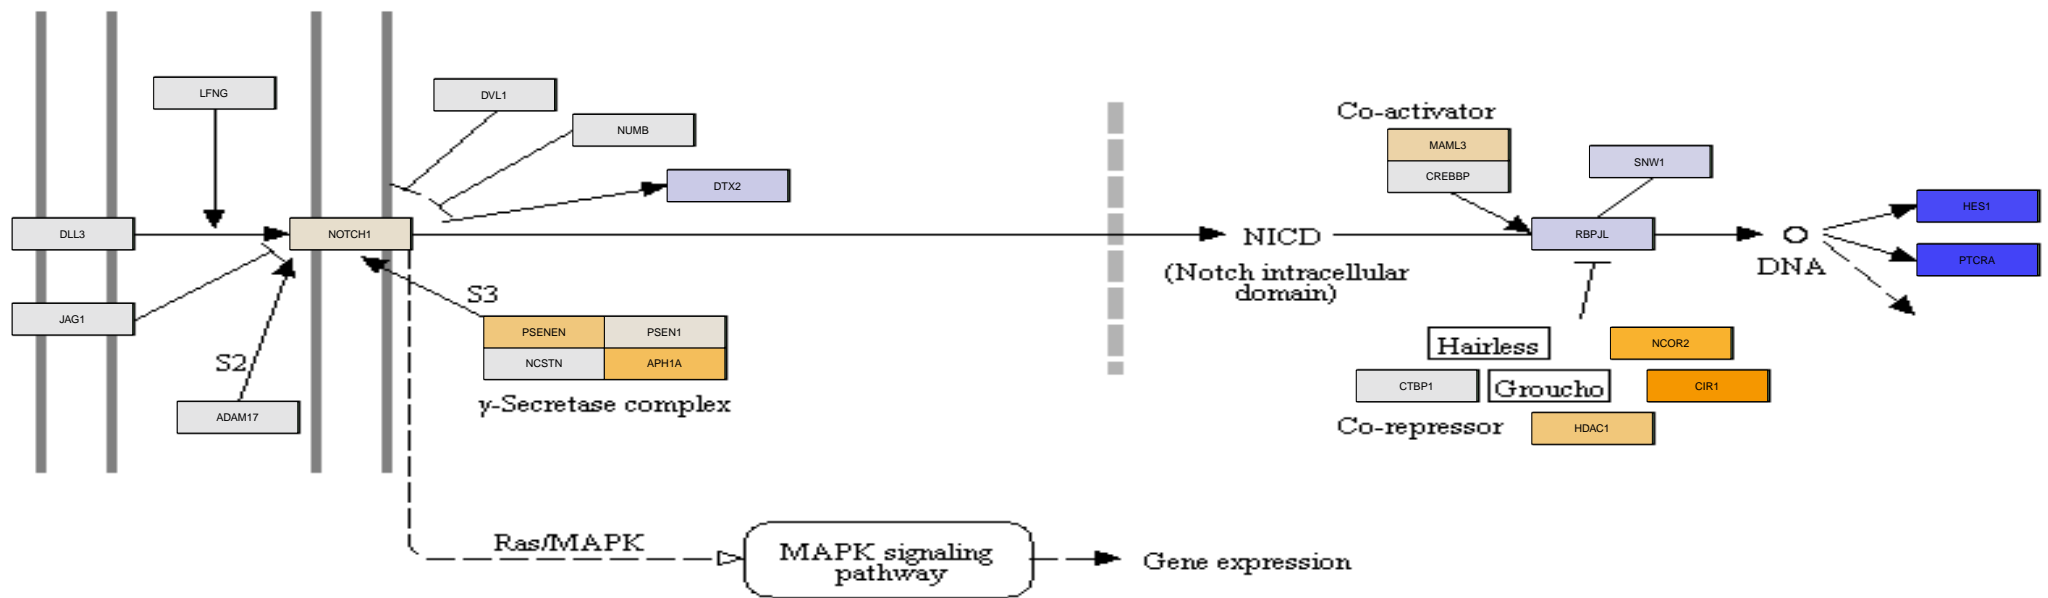 LFNG
DVL1
NUMB
Co-activator
MAML3
CREBBP
SNW1
DTX2
HES1
DLL3
NOTCH1
NICD
(Notch intracellular
domain)
RBPJL
DNA
PTCRA
JAG1
S2
S3
PSENEN
PSEN1
NCSTN
APH1A
γ-Secretase complex
ADAM17
Hairless
NCOR2
CTBP1
Groucho
CIR1
Co-repressor
HDAC1
Ras/MAPK
MAPK signaling
pathway
Gene expression